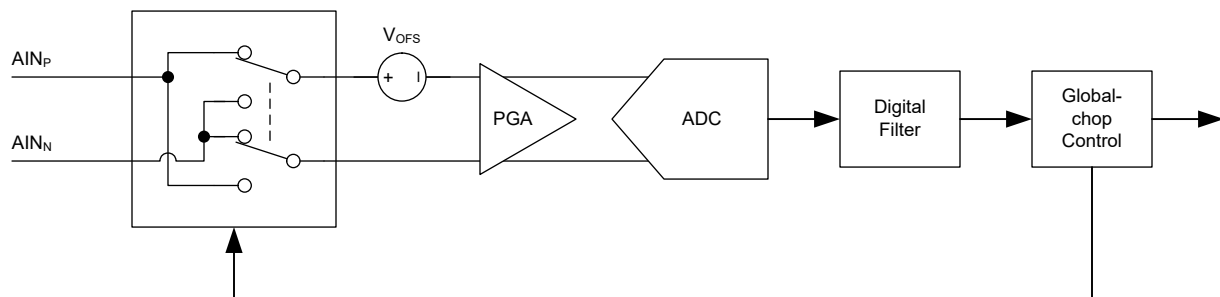 AINP
VOFS
+
–
PGA
ADC
Digital
Filter
Global-
chop
Control
AINN